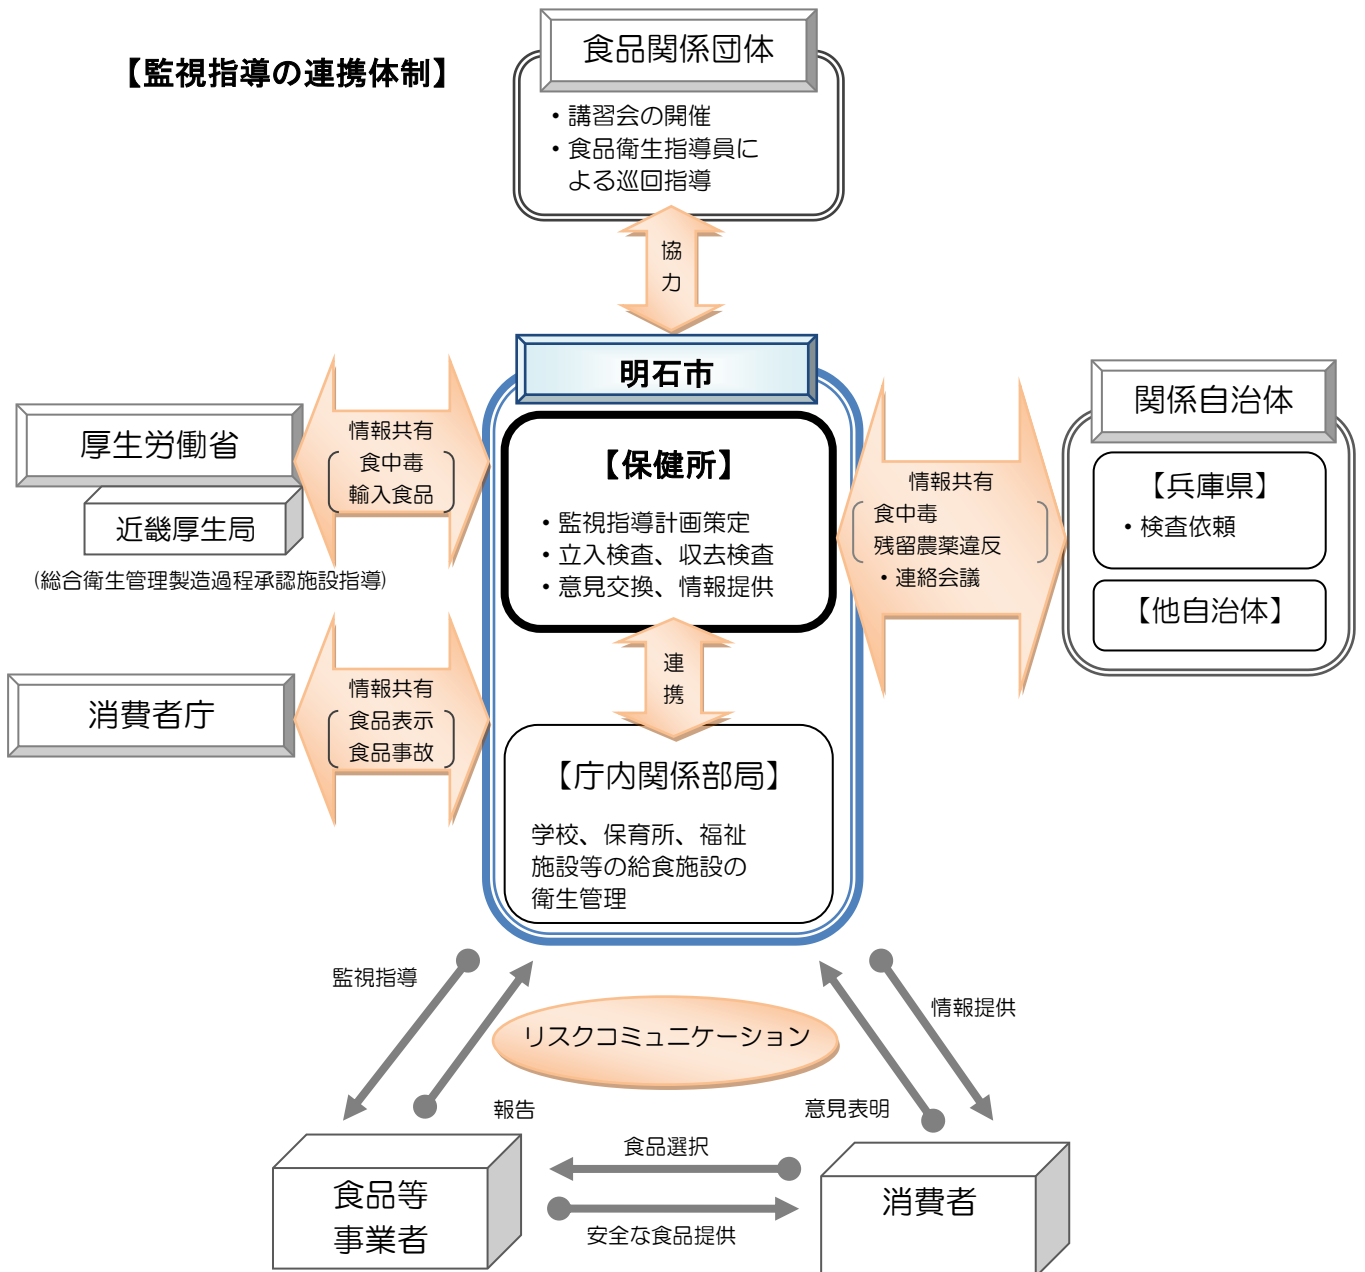 【監視指導の連携体制】
食品関係団体
・講習会の開催
・食品衛生指導員に
よる巡回指導
協
力
明石市
【保健所】
・監視指導計画策定
・立入検査、収去検査
・意見交換、情報提供
連
携
【庁内関係部局】
学校、保育所、福祉
施設等の給食施設の
衛生管理
厚生労働省
近畿厚生局
(総合衛生管理製造過程承認施設指導)
情報共有
食中毒
輸入食品
消費者庁
情報共有
食品表示
食品事故
情報共有
食中毒
残留農薬違反
・連絡会議
関係自治体
【兵庫県】
・検査依頼
【他自治体】
監視指導
報告
リスクコミュニケーション
情報提供
意見表明
食品選択
安全な食品提供
食品等
事業者
消費者